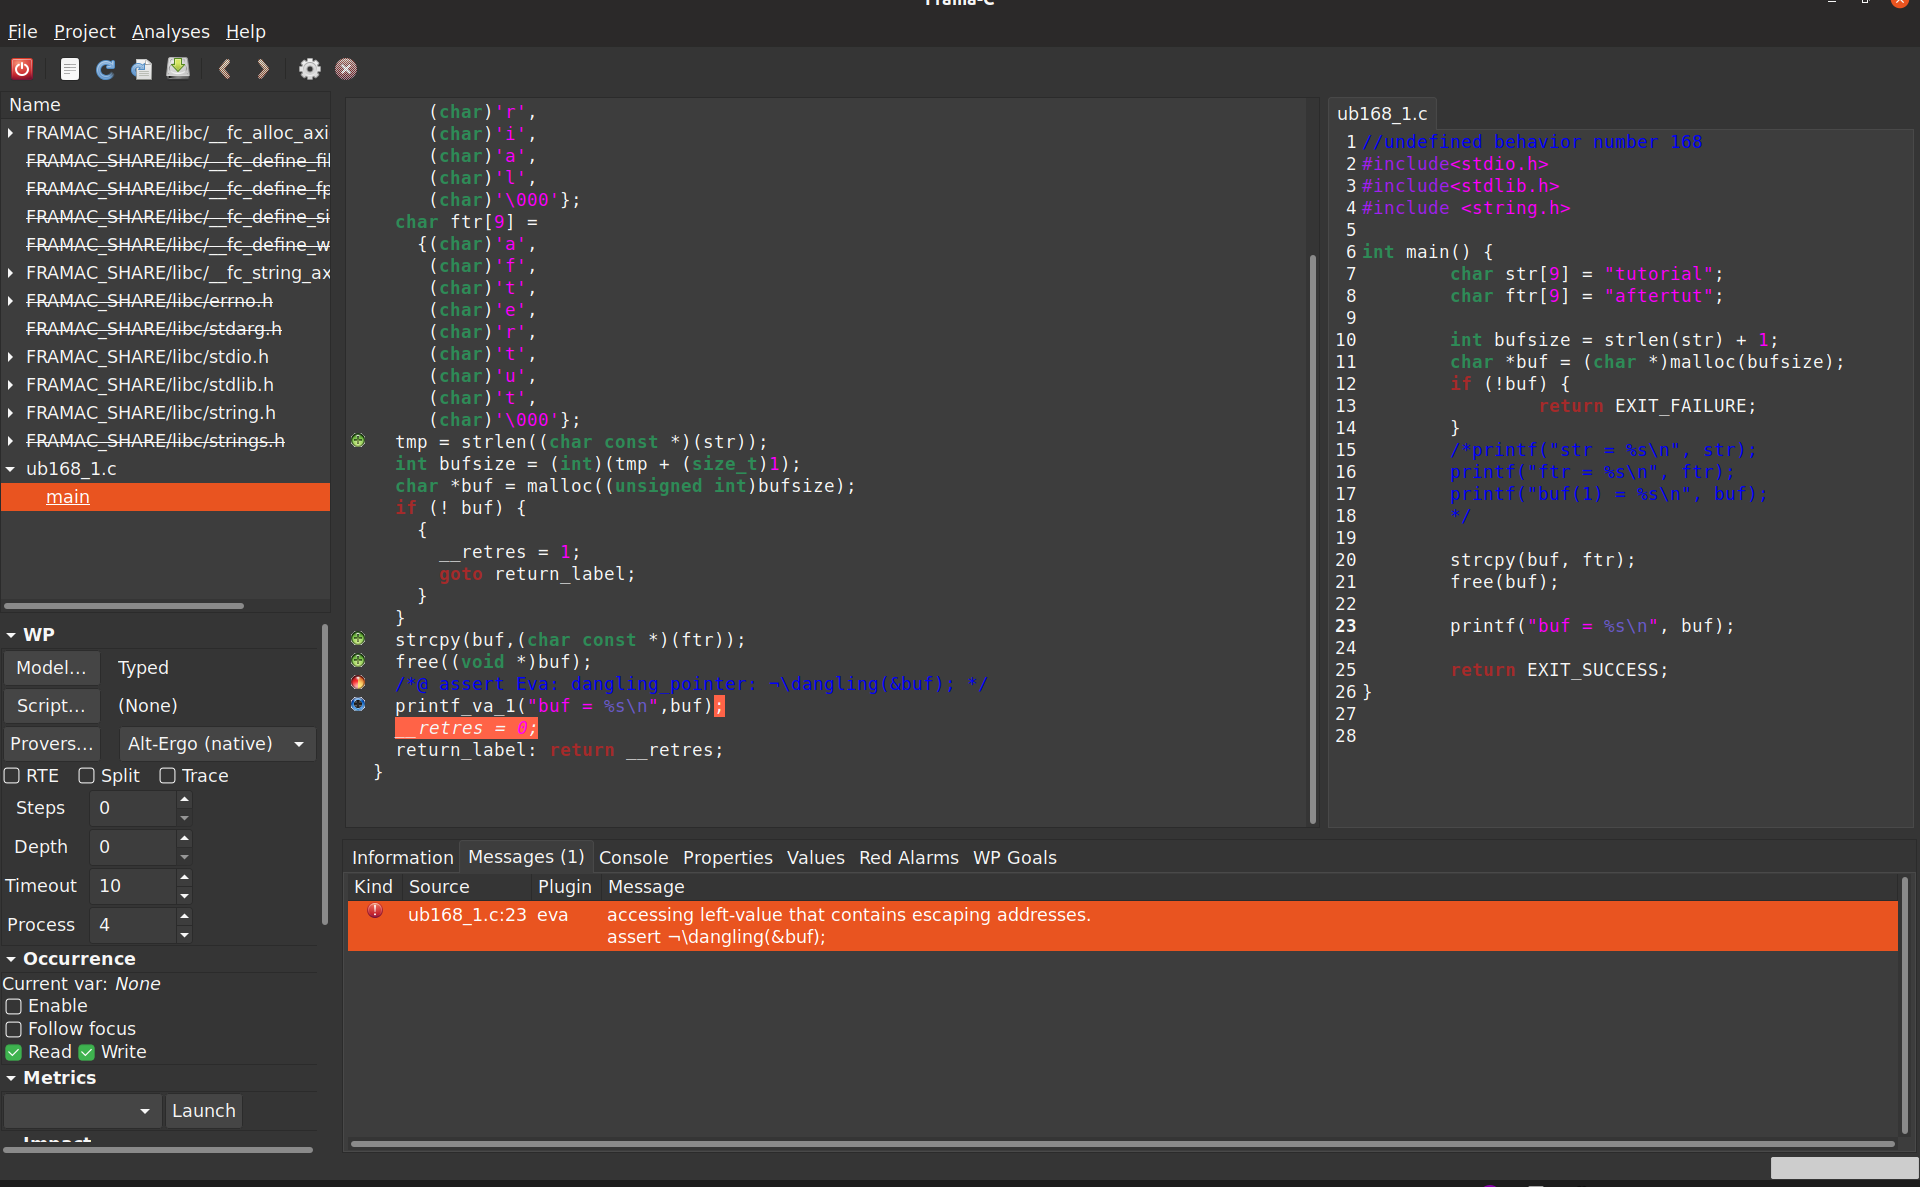 Frama-C
File Project Analyses Help
Name
FRAMAC_SHARE/libc/__fc_alloc_axi
FRAMAC_SHARE/libc/__fc_define_fil
FRAMAC_SHARE/libc/__fc_define_fp
FRAMAC_SHARE/libc/__fc_define_si
FRAMAC_SHARE/libc/__fc_define_w
FRAMAC_SHARE/libc/__fc_string_ax
FRAMAC_SHARE/libc/errno.h
FRAMAC_SHARE/libc/stdarg.h
FRAMAC_SHARE/libc/stdio.h
FRAMAC_SHARE/libc/stdlib.h
FRAMAC_SHARE/libc/string.h
FRAMAC_SHARE/libc/strings.h
ub168_1.c
main
WP
Model... Typed
Script... (None)
Provers... Alt-Ergo (native)
RTE Split Trace
Steps 0
Depth 0
Timeout 10
Process 4
Occurrence
Current var: None
Enable
Follow focus
Read Write
Metrics
Launch
Impact
(char)'r',
(char)'i',
(char)'a',
(char)'l',
(char)'\000'};
char ftr[9] =
{(char)'a',
(char)'f',
(char)'t',
(char)'e',
(char)'r',
(char)'t',
(char)'u',
(char)'t',
(char)'\000'};
tmp = strlen((char const *)(str));
int bufsize = (int)(tmp + (size_t)1);
char *buf = malloc((unsigned int)bufsize);
if (! buf) {
{
__retres = 1;
goto return_label;
}
}
strcpy(buf,(char const *)(ftr));
free((void *)buf);
/*@ assert Eva: dangling_pointer: ¬\dangling(&buf); */
printf_va_1("buf = %s\n",buf);
__retres = 0;
return_label: return __retres;
}
ub168_1.c
1 //undefined behavior number 168
2 #include<stdio.h>
3 #include<stdlib.h>
4 #include <string.h>
5
6 int main() {
7 char str[9] = "tutorial";
8 char ftr[9] = "aftertut";
9
10 int bufsize = strlen(str) + 1;
11 char *buf = (char *)malloc(bufsize);
12 if (!buf) {
13 return EXIT_FAILURE;
14 }
15 /*printf("str = %s\n", str);
16 printf("ftr = %s\n", ftr);
17 printf("buf(1) = %s\n", buf);
18 */
19
20 strcpy(buf, ftr);
21 free(buf);
22
23 printf("buf = %s\n", buf);
24
25 return EXIT_SUCCESS;
26 }
27
28
Information Messages (1) Console Properties Values Red Alarms WP Goals
Kind Source Plugin Message
ub168_1.c:23 eva accessing left-value that contains escaping addresses.
assert ¬\dangling(&buf);